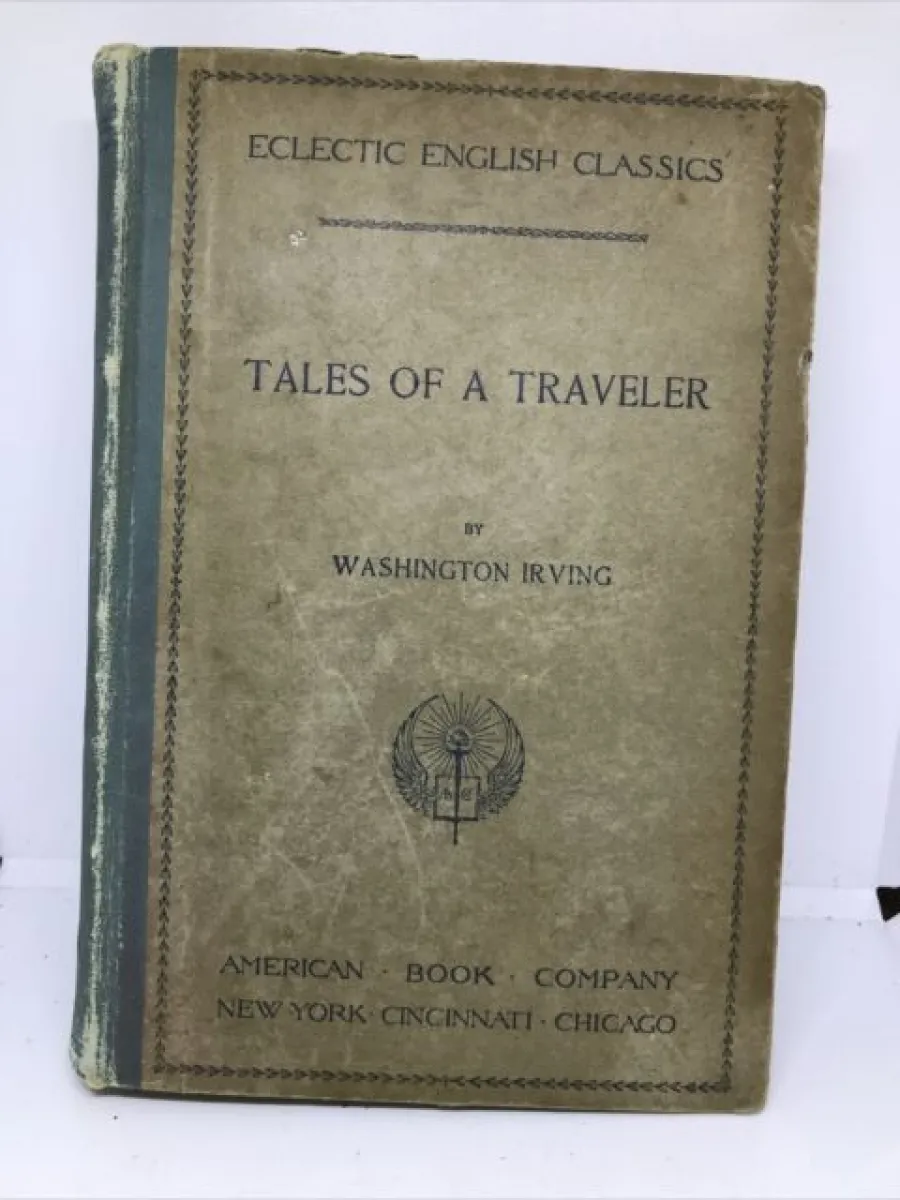 ECLECTIC ENGLISH CLASSICS
TALES OF A TRAVELER
BY
WASHINGTON IRVING
AMERICAN · BOOK · COMPANY
NEW YORK · CINCINNATI · CHICAGO